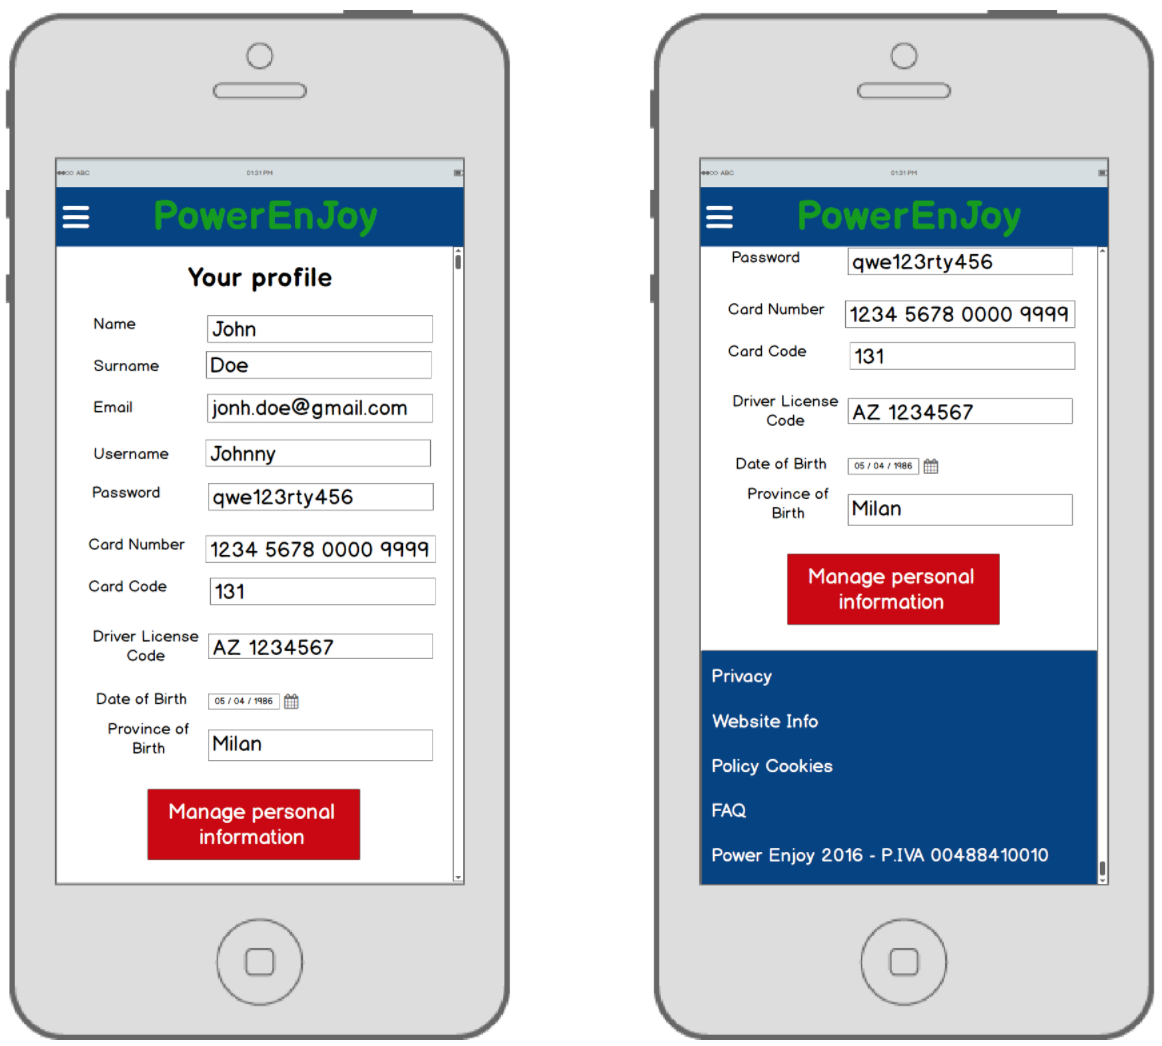 ABC 01:31 PM
PowerEnJoy
Your profile
Name John
Surname Doe
Email jonh.doe@gmail.com
Username Johnny
Password qwe123rty456
Card Number 1234 5678 0000 9999
Card Code 131
Driver License
Code AZ 1234567
Date of Birth 05 / 04 / 1986
Province of
Birth Milan
Manage personal
information
ABC 01:31 PM
PowerEnJoy
Password qwe123rty456
Card Number 1234 5678 0000 9999
Card Code 131
Driver License
Code AZ 1234567
Date of Birth 05 / 04 / 1986
Province of
Birth Milan
Manage personal
information
Privacy
Website Info
Policy Cookies
FAQ
Power Enjoy 2016 - P.IVA 00488410010